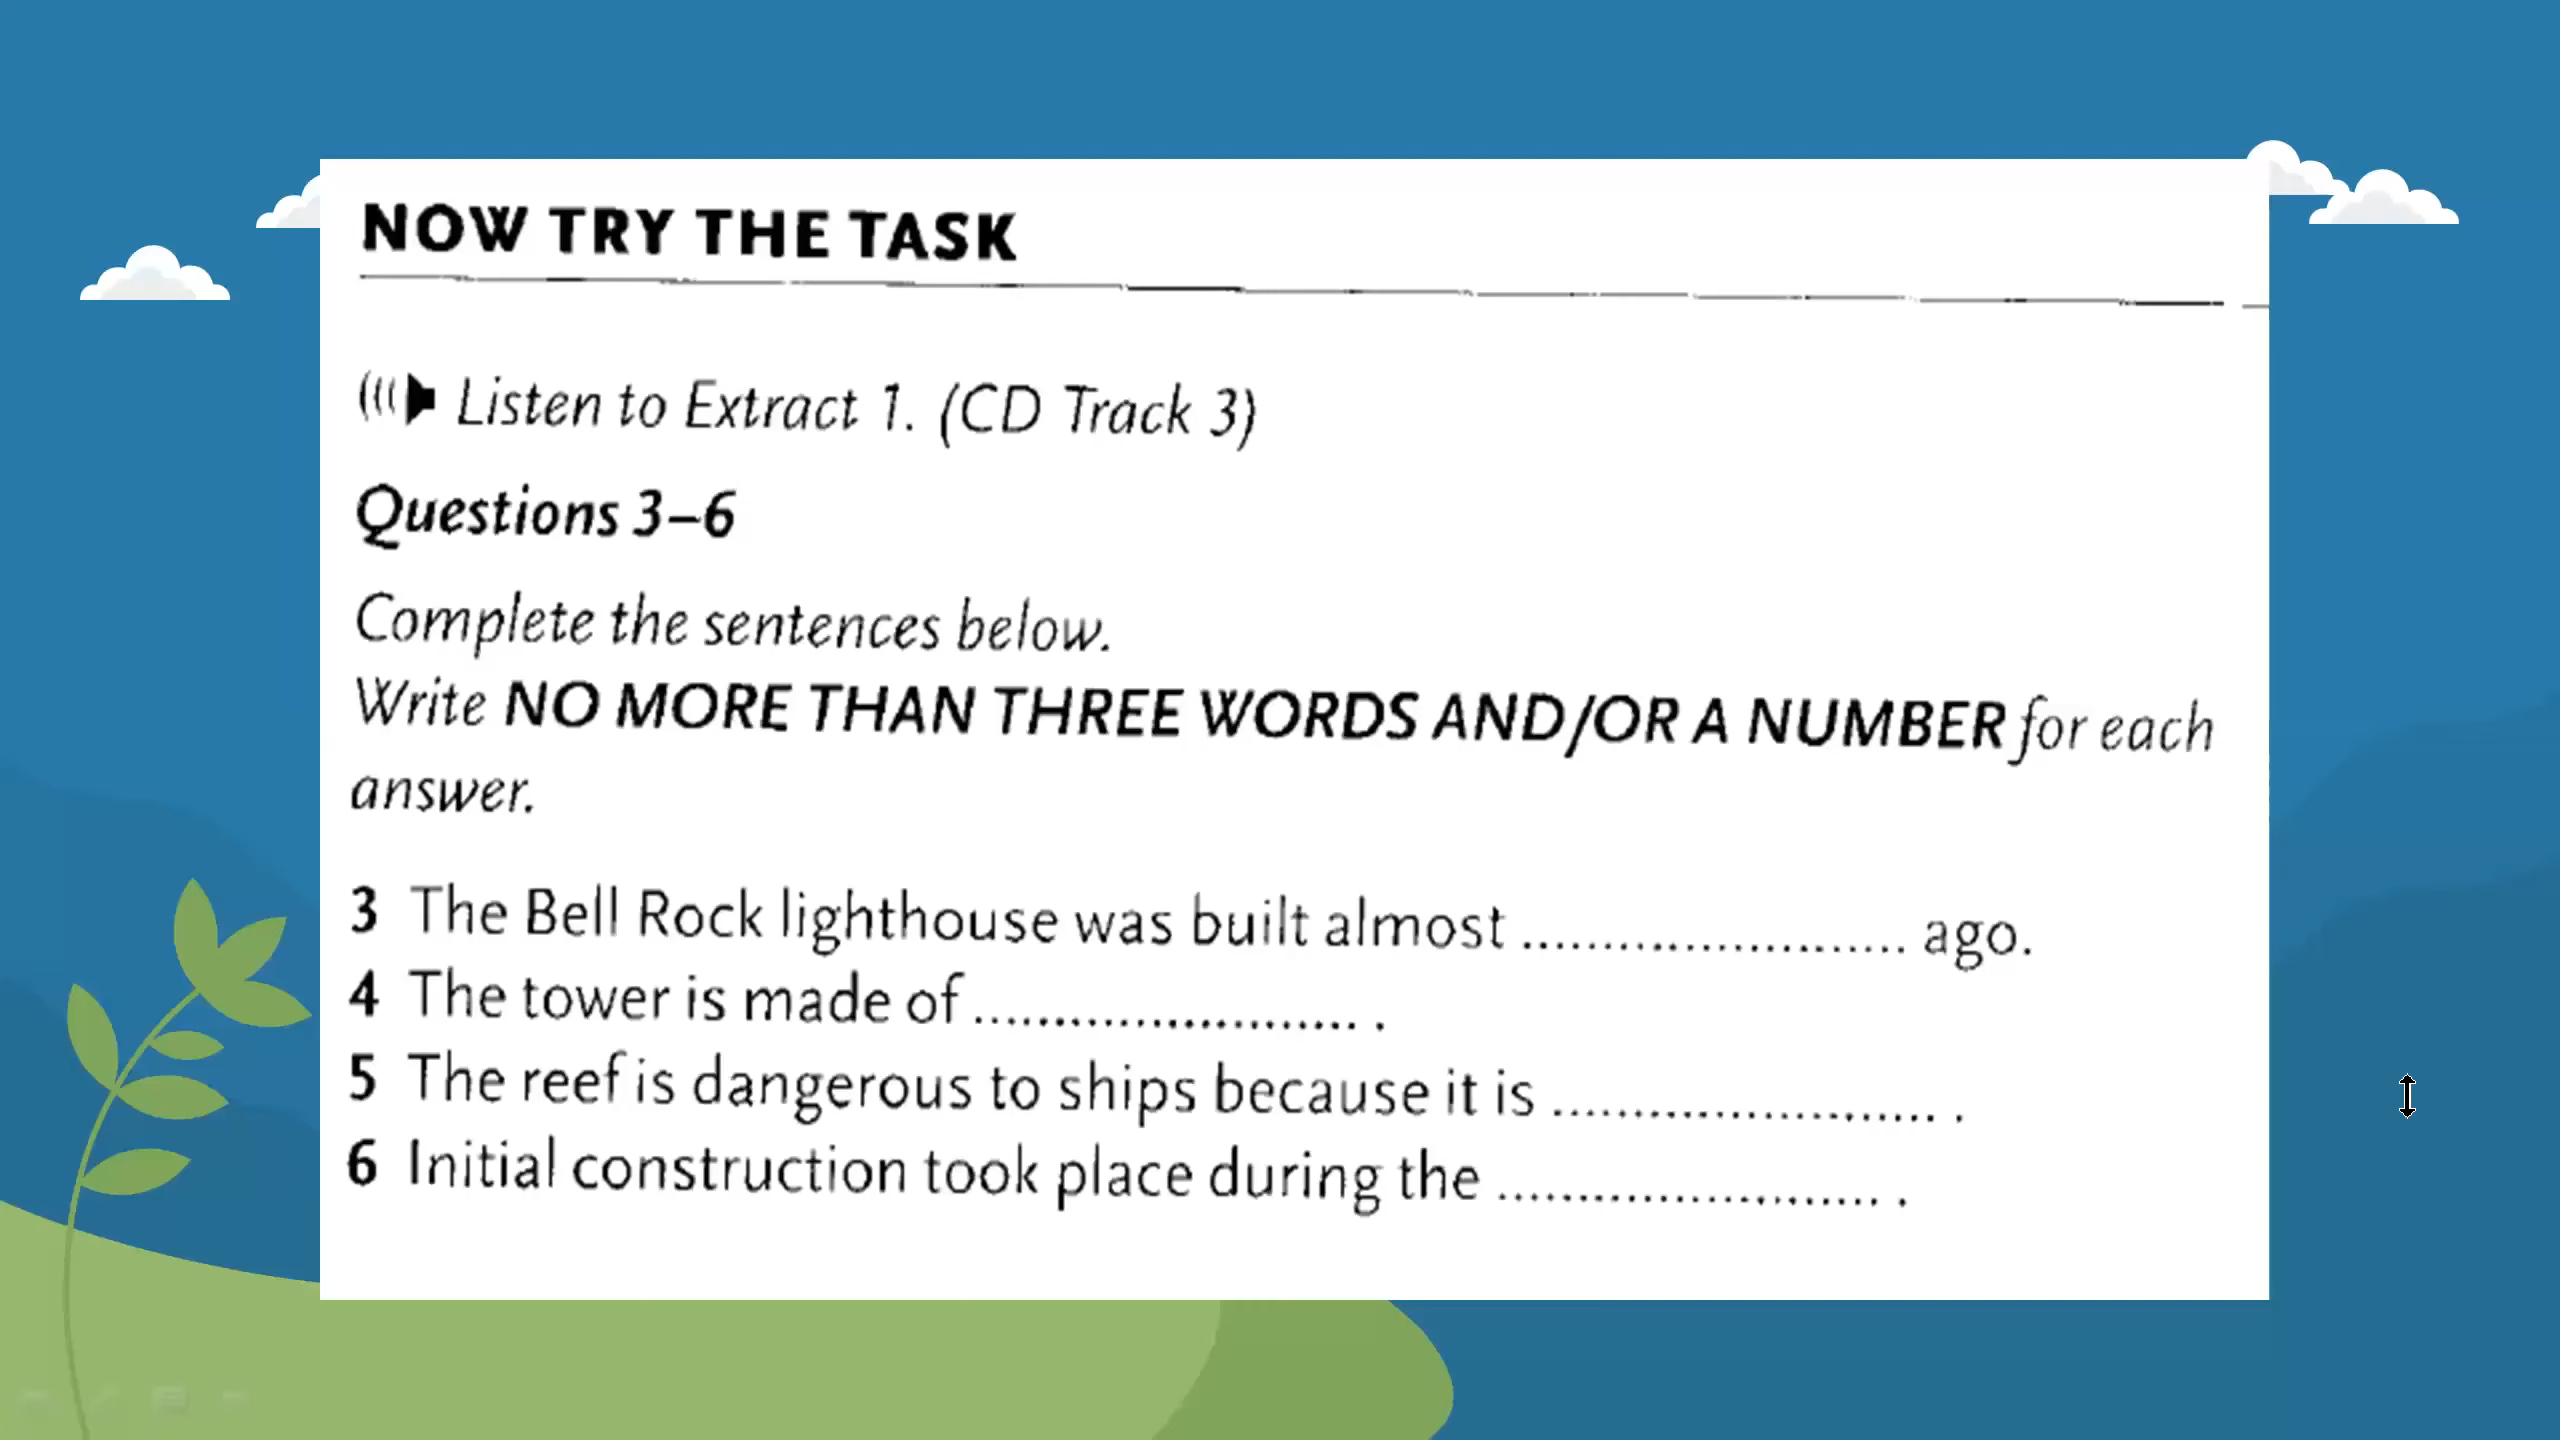 NOW TRY THE TASK
Listen to Extract 1. (CD Track 3)
Questions 3–6
Complete the sentences below.
Write NO MORE THAN THREE WORDS AND/OR A NUMBER for each
answer.
3 The Bell Rock lighthouse was built almost ........................ ago.
4 The tower is made of ........................ .
5 The reef is dangerous to ships because it is ........................ .
6 Initial construction took place during the ........................ .